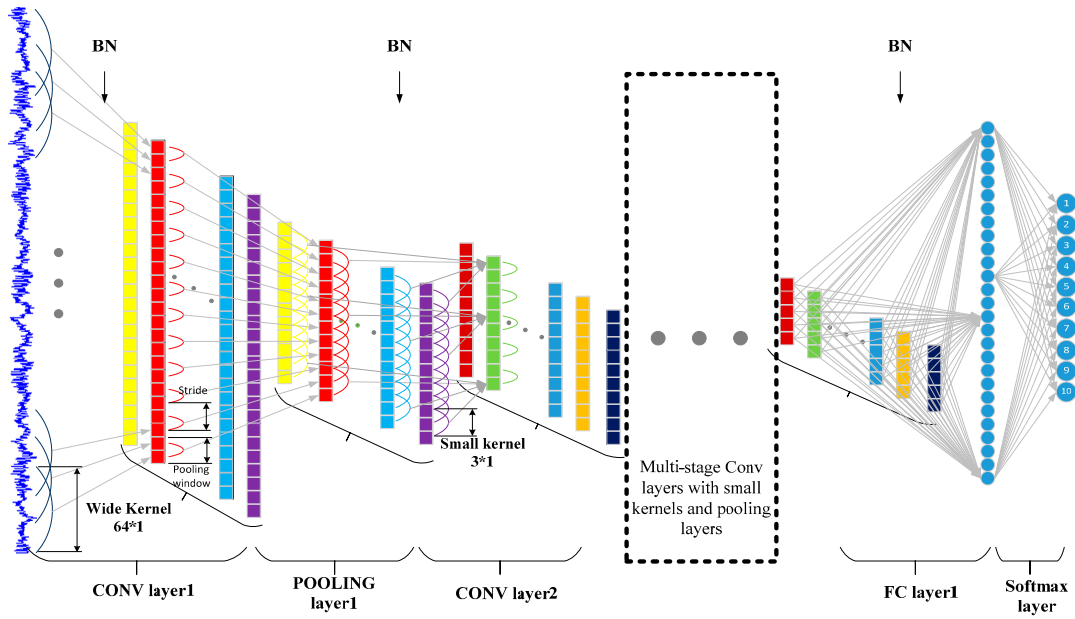 BN
BN
BN
Stride
Pooling
window
Wide Kernel
64*1
Small kernel
3*1
Multi-stage Conv
layers with small
kernels and pooling
layers
1
2
3
4
5
6
7
8
9
10
CONV layer1
POOLING
layer1
CONV layer2
FC layer1
Softmax
layer